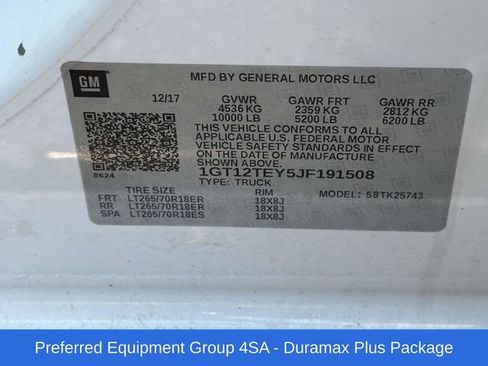 GM
MFD BY GENERAL MOTORS LLC
12/17 GVWR GAWR FRT GAWR RR
4536 KG 2359 KG 2812 KG
10000 LB 5200 LB 6200 LB
THIS VEHICLE CONFORMS TO ALL
APPLICABLE U.S. FEDERAL MOTOR
VEHICLE SAFETY STANDARDS IN EFFECT
ON THE DATE OF MANUFACTURE
SHOWN ABOVE.
8624 1GT12TEY5JF191508
TYPE: TRUCK
TIRE SIZE RIM MODEL: 58TK25743
FRT LT265/70R18ER 18X8J
RR LT265/70R18ER 18X8J
SPA LT265/70R18ES 18X8J
Preferred Equipment Group 4SA - Duramax Plus Package